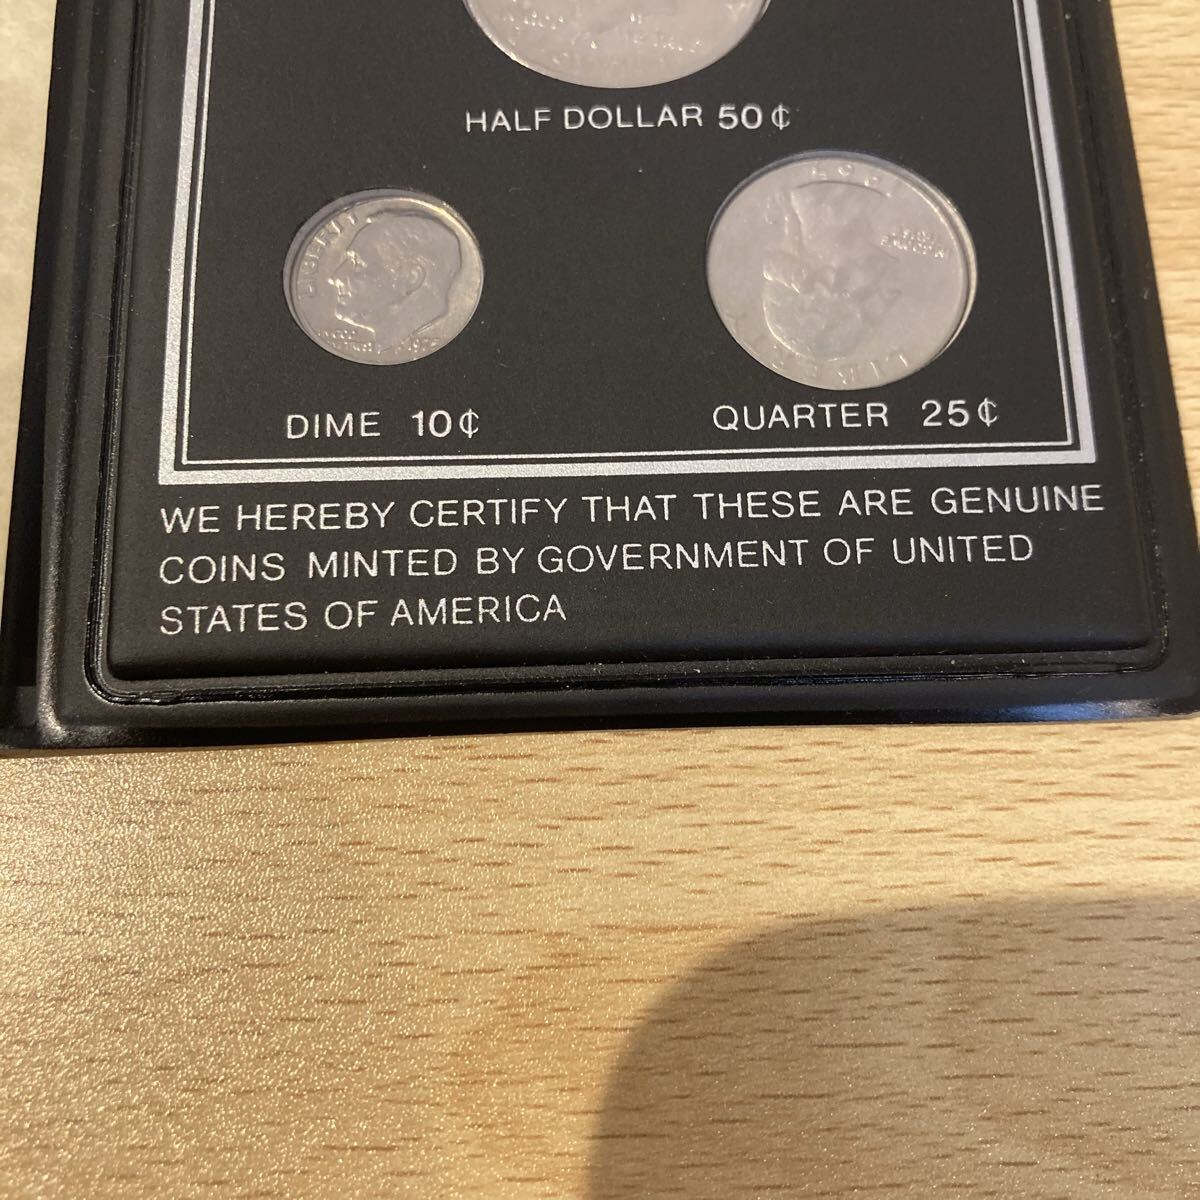 HALF DOLLAR 50¢
LIBERTY
DIME 10¢
QUARTER 25¢
WE HEREBY CERTIFY THAT THESE ARE GENUINE
COINS MINTED BY GOVERNMENT OF UNITED
STATES OF AMERICA